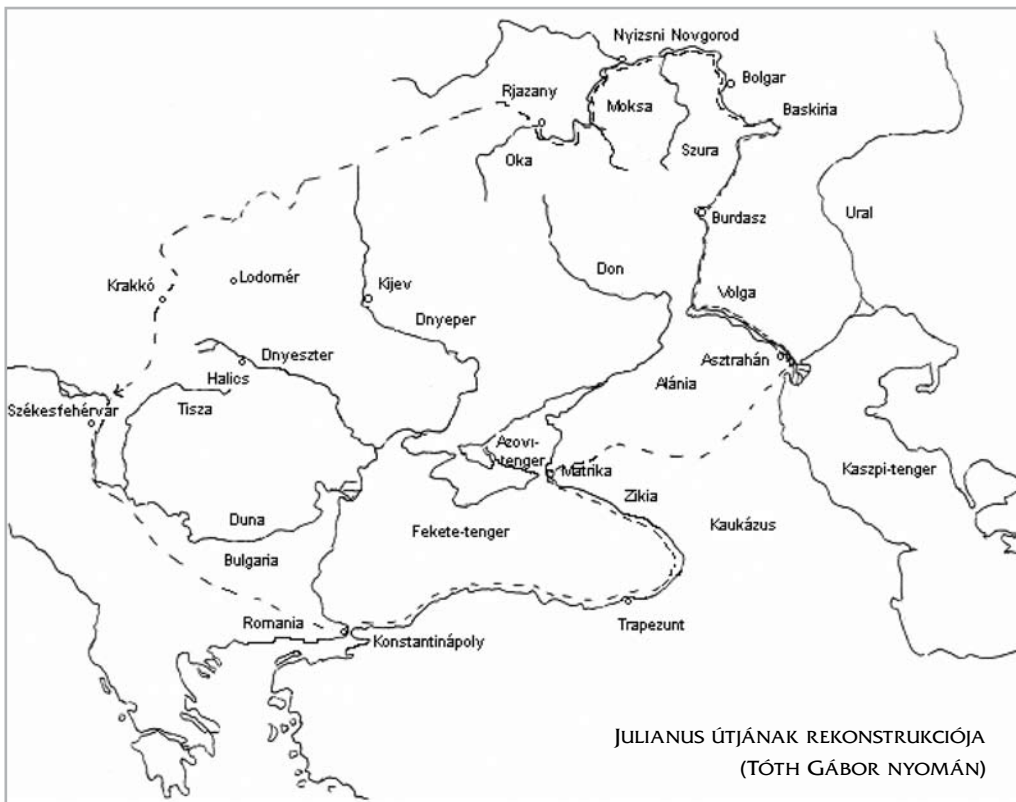 Nyizsni Novgorod
Bolgar
Rjazany
Moksa
Baskiria
Oka
Szura
Burdasz
Ural
Lodomér
Don
Krakkó
Kijev
Volga
Dnyeper
Dnyeszter
Asztrahán
Halics
Alánia
Tisza
Székesfehérvár
Azovi-
tenger
Matrika
Kaszpi-tenger
Zikia
Duna
Kaukázus
Fekete-tenger
Bulgaria
Romania
Trapezunt
Konstantinápoly
JULIANUS ÚTJÁNAK REKONSTRUKCIÓJA
(TÓTH GÁBOR NYOMÁN)